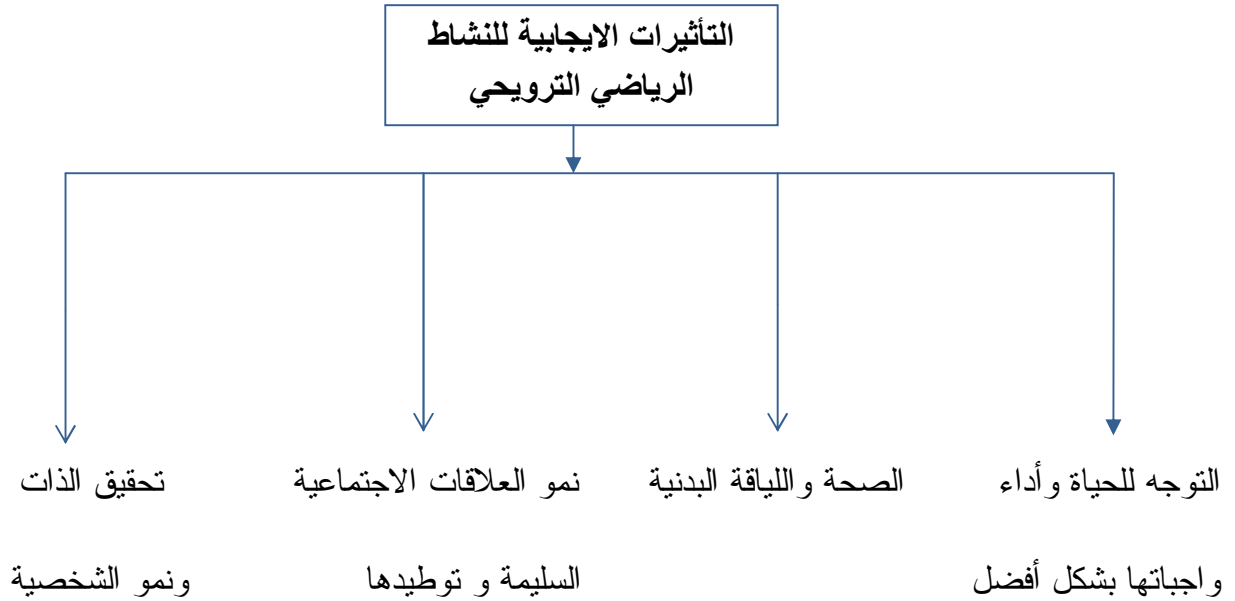 التأثيرات الايجابية للنشاط
الرياضي الترويحي
التوجه للحياة وأداء
واجباتها بشكل أفضل
الصحة واللياقة البدنية
نمو العلاقات الاجتماعية
السليمة و توطيدها
تحقيق الذات
ونمو الشخصية